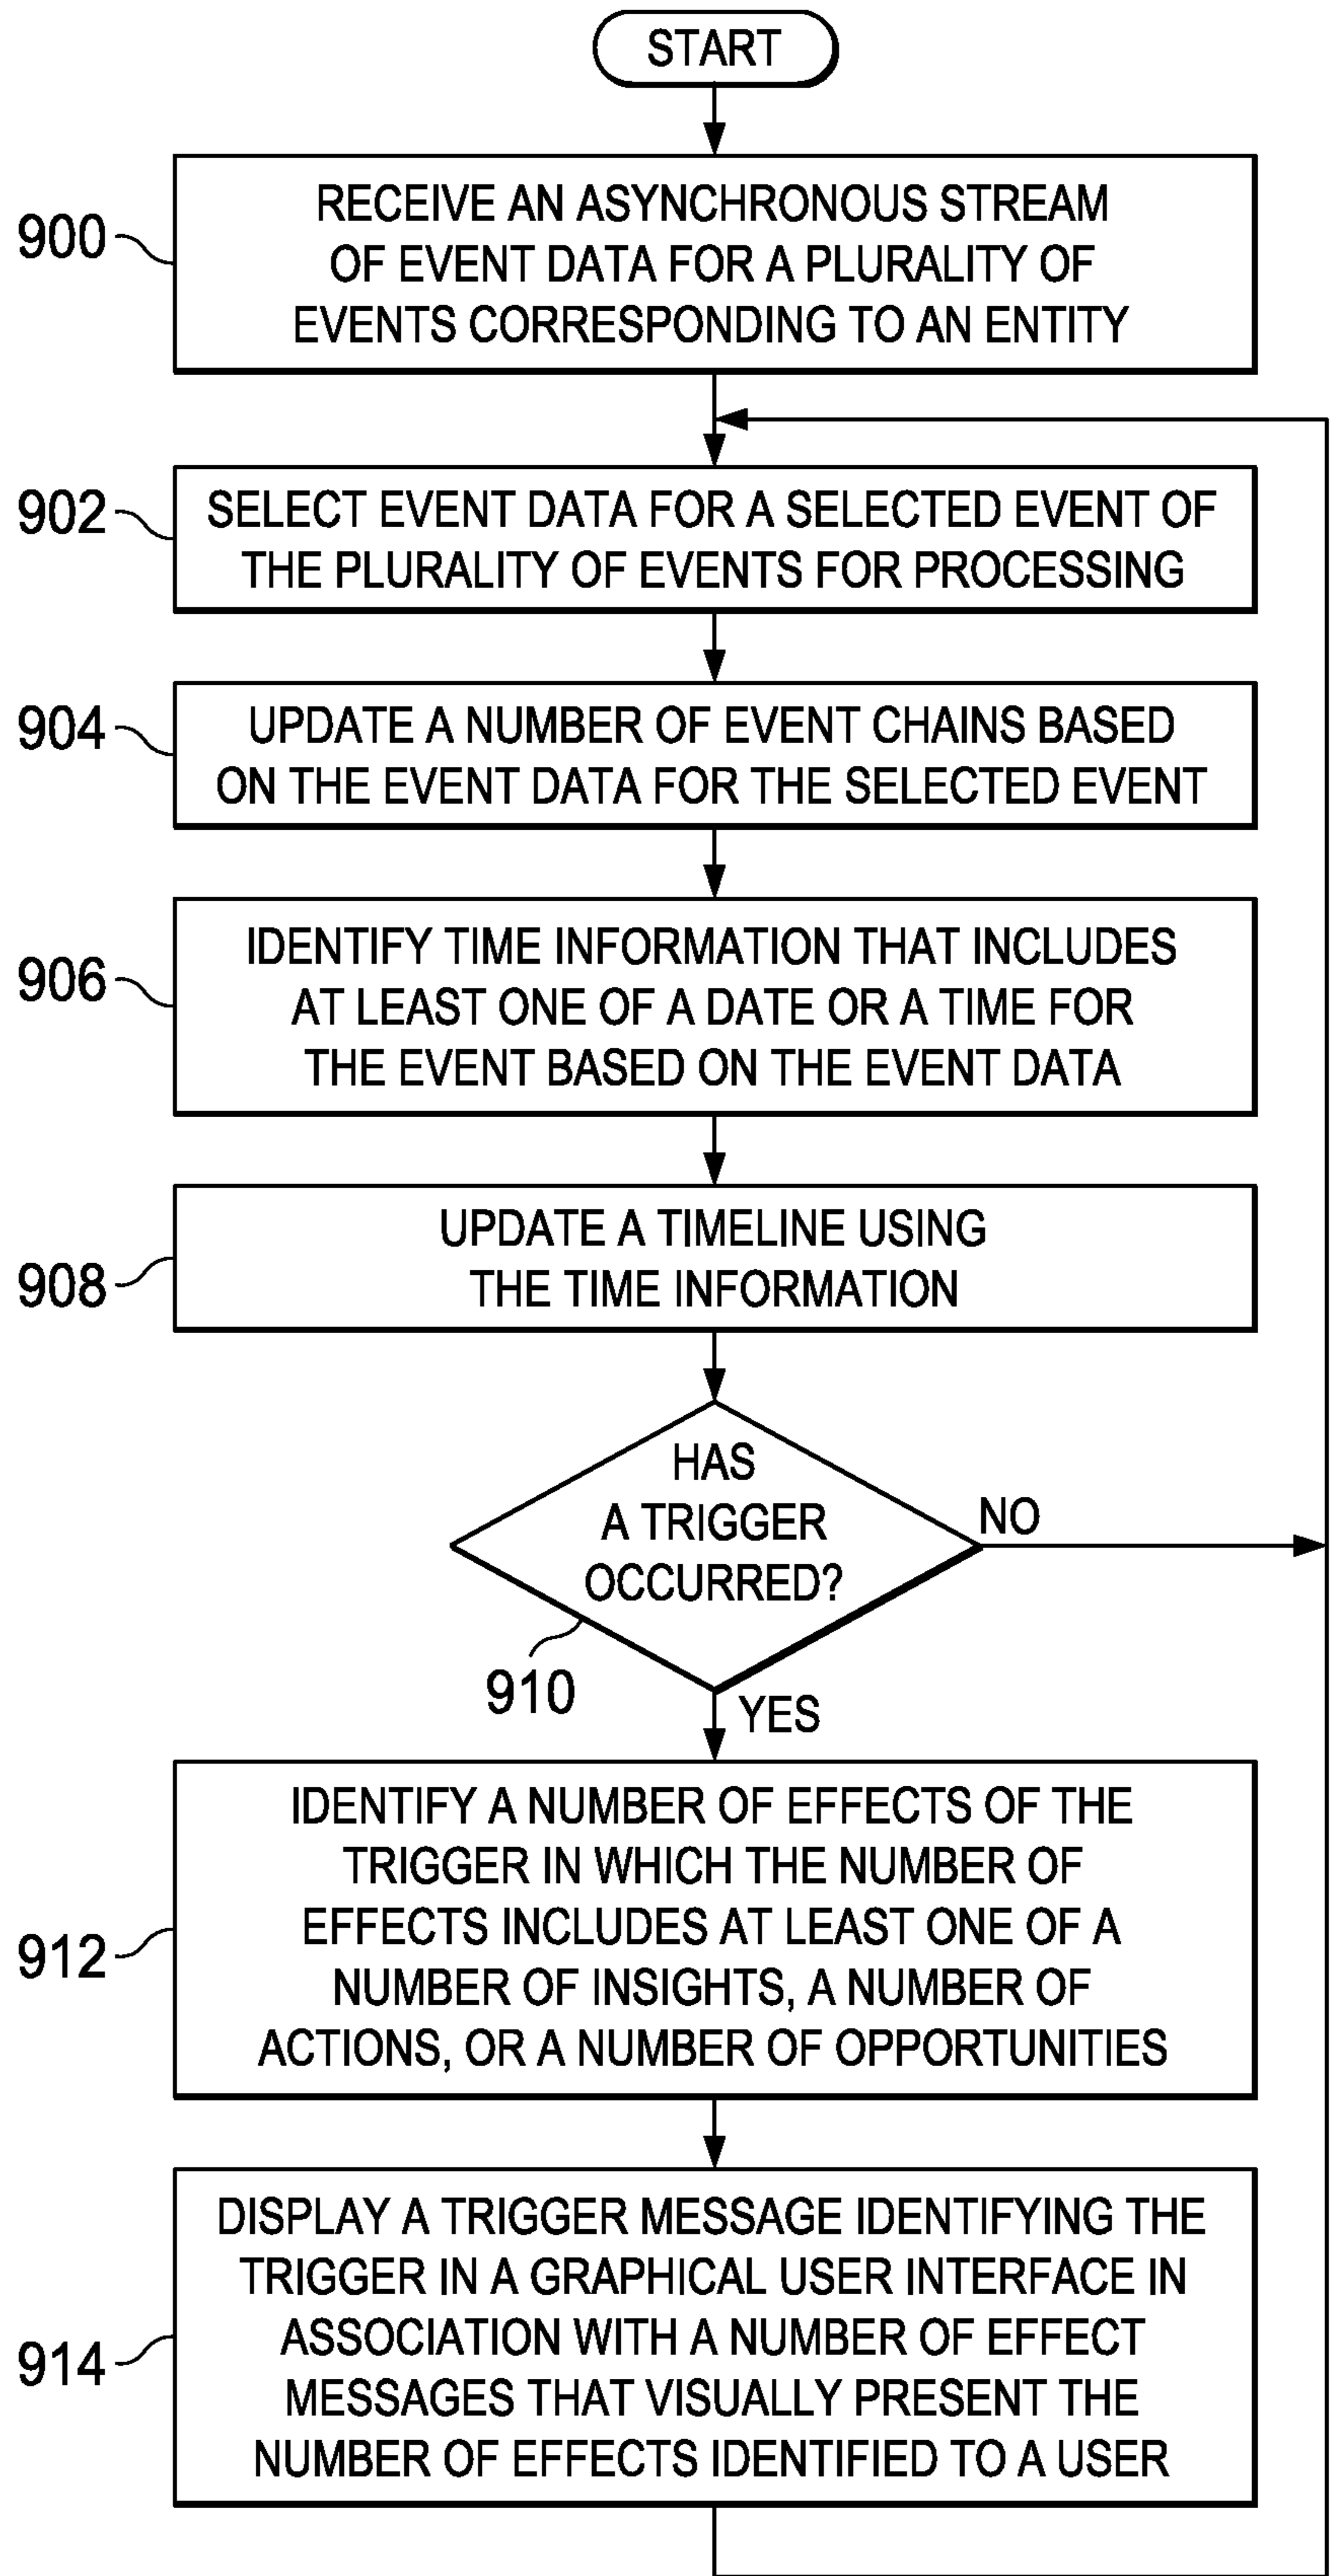 START
900
RECEIVE AN ASYNCHRONOUS STREAM
OF EVENT DATA FOR A PLURALITY OF
EVENTS CORRESPONDING TO AN ENTITY
902
SELECT EVENT DATA FOR A SELECTED EVENT OF
THE PLURALITY OF EVENTS FOR PROCESSING
904
UPDATE A NUMBER OF EVENT CHAINS BASED
ON THE EVENT DATA FOR THE SELECTED EVENT
906
IDENTIFY TIME INFORMATION THAT INCLUDES
AT LEAST ONE OF A DATE OR A TIME FOR
THE EVENT BASED ON THE EVENT DATA
908
UPDATE A TIMELINE USING
THE TIME INFORMATION
HAS
A TRIGGER
OCCURRED?
NO
910
YES
912
IDENTIFY A NUMBER OF EFFECTS OF THE
TRIGGER IN WHICH THE NUMBER OF
EFFECTS INCLUDES AT LEAST ONE OF A
NUMBER OF INSIGHTS, A NUMBER OF
ACTIONS, OR A NUMBER OF OPPORTUNITIES
914
DISPLAY A TRIGGER MESSAGE IDENTIFYING THE
TRIGGER IN A GRAPHICAL USER INTERFACE IN
ASSOCIATION WITH A NUMBER OF EFFECT
MESSAGES THAT VISUALLY PRESENT THE
NUMBER OF EFFECTS IDENTIFIED TO A USER